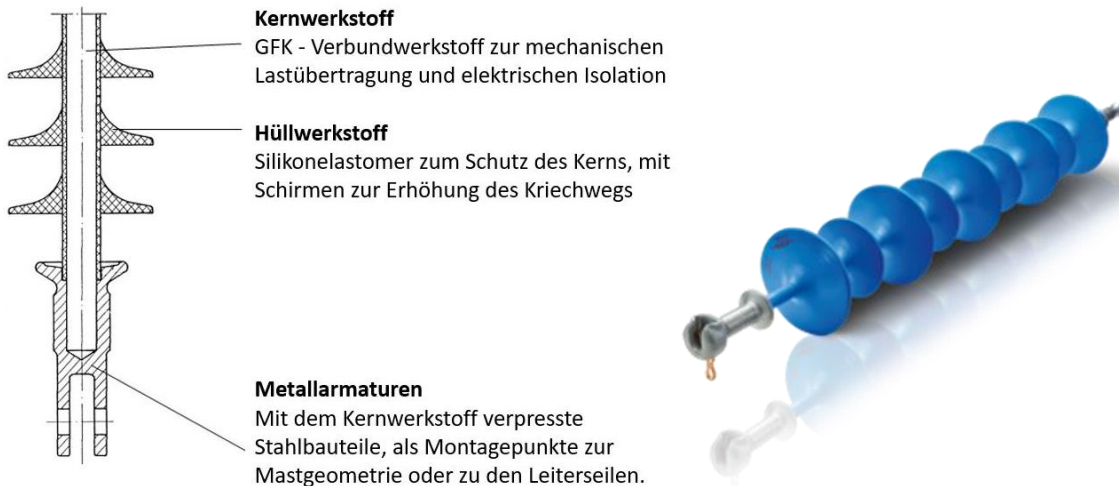 Kernwerkstoff
GFK - Verbundwerkstoff zur mechanischen
Lastübertragung und elektrischen Isolation
Hüllwerkstoff
Silikonelastomer zum Schutz des Kerns, mit
Schirmen zur Erhöhung des Kriechwegs
Metallarmaturen
Mit dem Kernwerkstoff verpresste
Stahlbauteile, als Montagepunkte zur
Mastgeometrie oder zu den Leiterseilen.